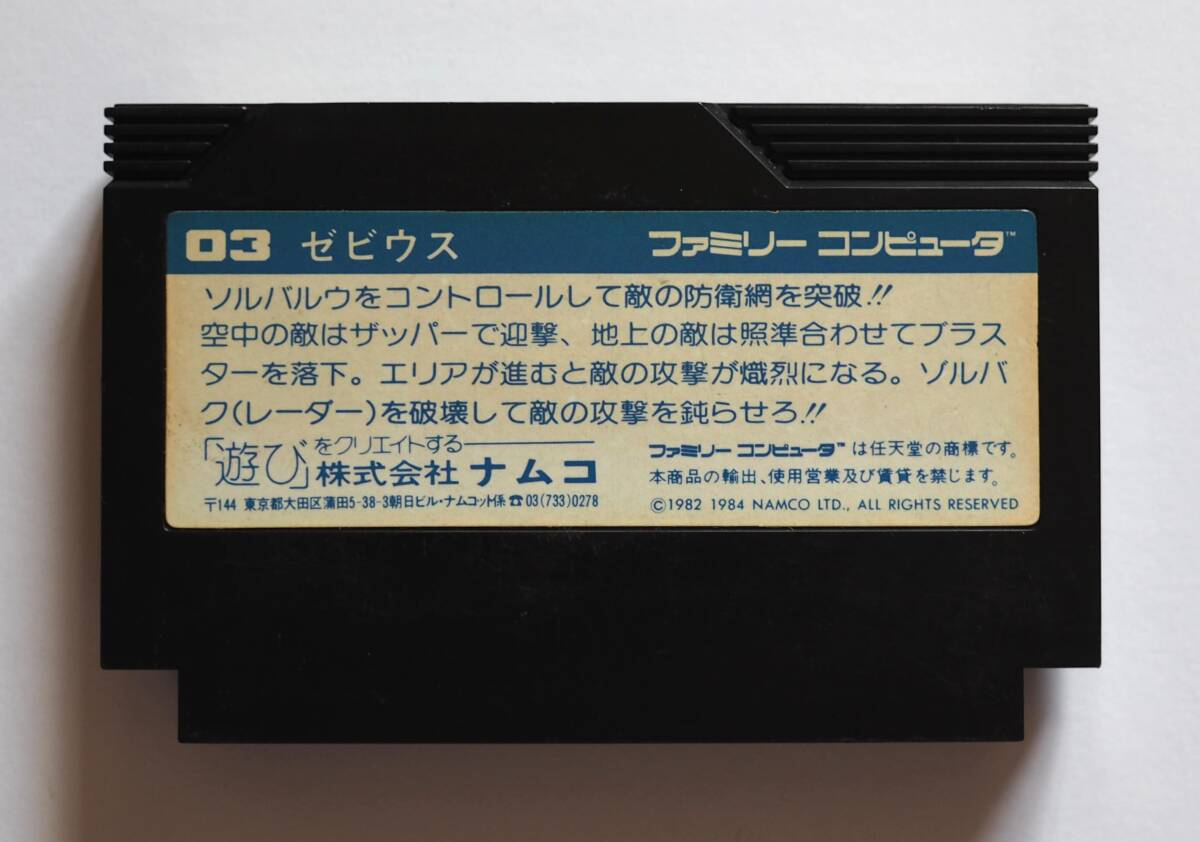 03 ゼビウス ファミリー コンピュータ™
ソルバルウをコントロールして敵の防衛網を突破!!
空中の敵はザッパーで迎撃、地上の敵は照準合わせてブラス
ターを落下。エリアが進むと敵の攻撃が熾烈になる。ゾルバ
ク(レーダー)を破壊して敵の攻撃を鈍らせろ!!
「遊び」をクリエイトする
株式会社 ナムコ
〒144 東京都大田区蒲田5-38-3朝日ビル・ナムコット係 ☎03(733)0278
ファミリー コンピュータ™ は任天堂の商標です。
本商品の輸出、使用営業及び賃貸を禁じます。
©1982 1984 NAMCO LTD., ALL RIGHTS RESERVED